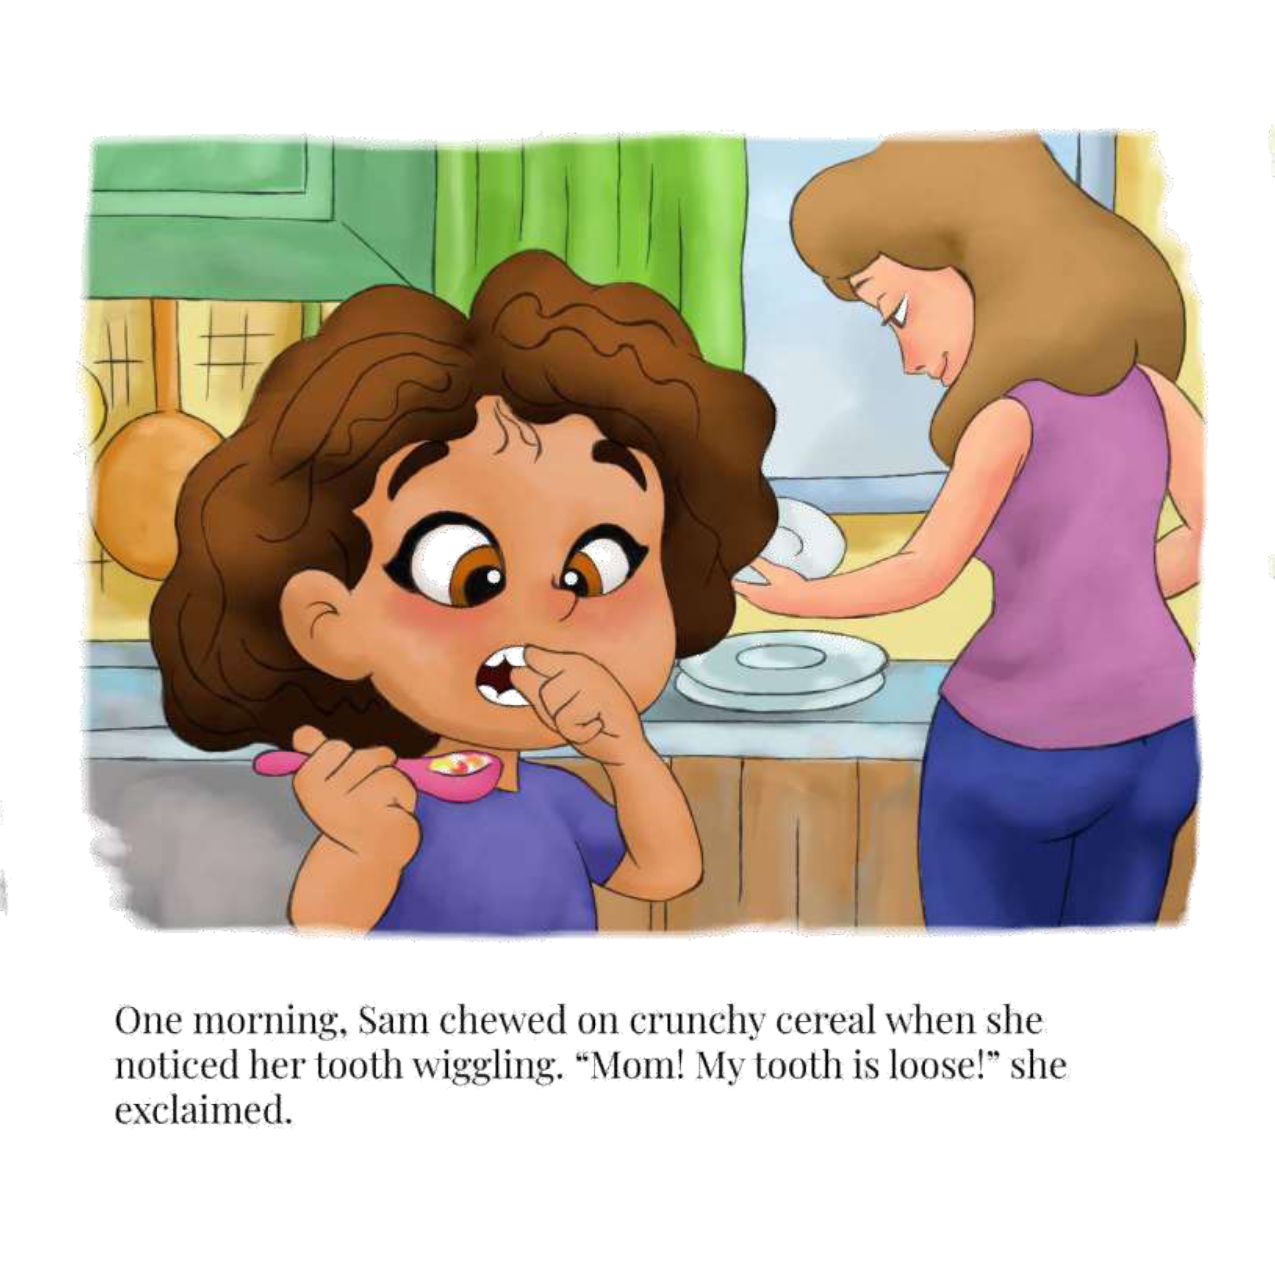 One morning, Sam chewed on crunchy cereal when she
noticed her tooth wiggling. “Mom! My tooth is loose!” she
exclaimed.